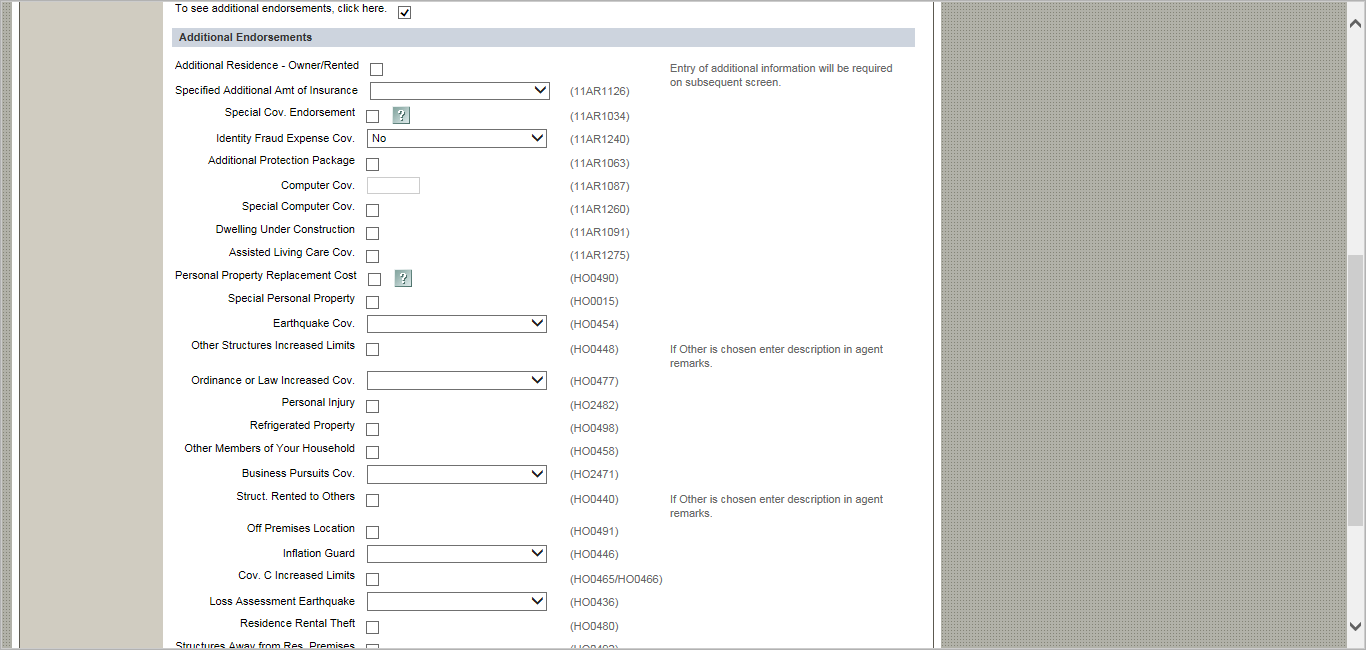 To see additional endorsements, click here.
Additional Endorsements
Additional Residence - Owner/Rented
Entry of additional information will be required
on subsequent screen.
Specified Additional Amt of Insurance (11AR1126)
Special Cov. Endorsement ? (11AR1034)
Identity Fraud Expense Cov. No (11AR1240)
Additional Protection Package (11AR1063)
Computer Cov. (11AR1087)
Special Computer Cov. (11AR1260)
Dwelling Under Construction (11AR1091)
Assisted Living Care Cov. (11AR1275)
Personal Property Replacement Cost ? (HO0490)
Special Personal Property (HO0015)
Earthquake Cov. (HO0454)
Other Structures Increased Limits (HO0448) If Other is chosen enter description in agent
remarks.
Ordinance or Law Increased Cov. (HO0477)
Personal Injury (HO2482)
Refrigerated Property (HO0498)
Other Members of Your Household (HO0458)
Business Pursuits Cov. (HO2471)
Struct. Rented to Others (HO0440) If Other is chosen enter description in agent
remarks.
Off Premises Location (HO0491)
Inflation Guard (HO0446)
Cov. C Increased Limits (HO0465/HO0466)
Loss Assessment Earthquake (HO0436)
Residence Rental Theft (HO0480)
Structures Away from Res. Premises